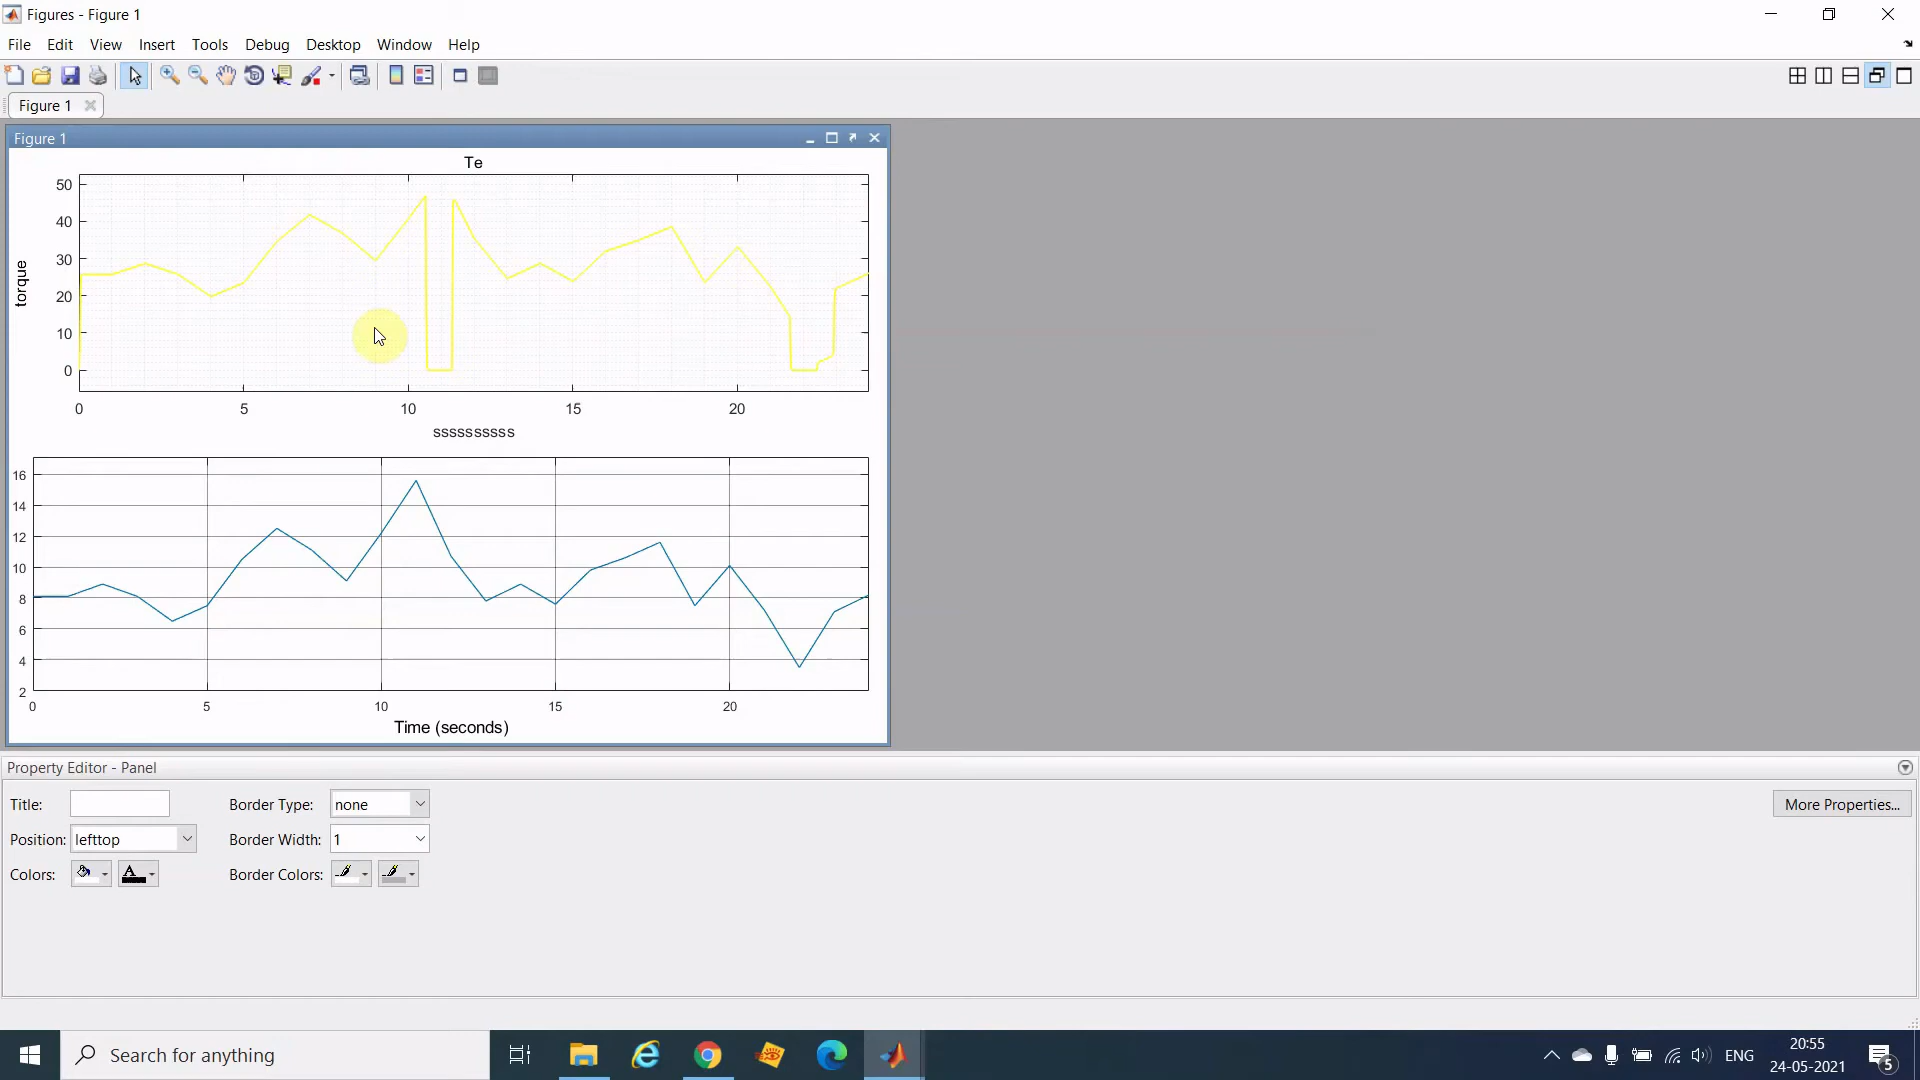 Figures - Figure 1
File Edit View Insert Tools Debug Desktop Window Help
Figure 1
Figure 1
Te
50
40
30
20
10
0
torque
0 5 10 15 20
ssssssssss
16
14
12
10
8
6
4
2
0 5 10 15 20
Time (seconds)
Property Editor - Panel
Title: Border Type: none More Properties...
Position: lefttop Border Width: 1
Colors: A Border Colors:
Search for anything
ENG
20:55
24-05-2021
5